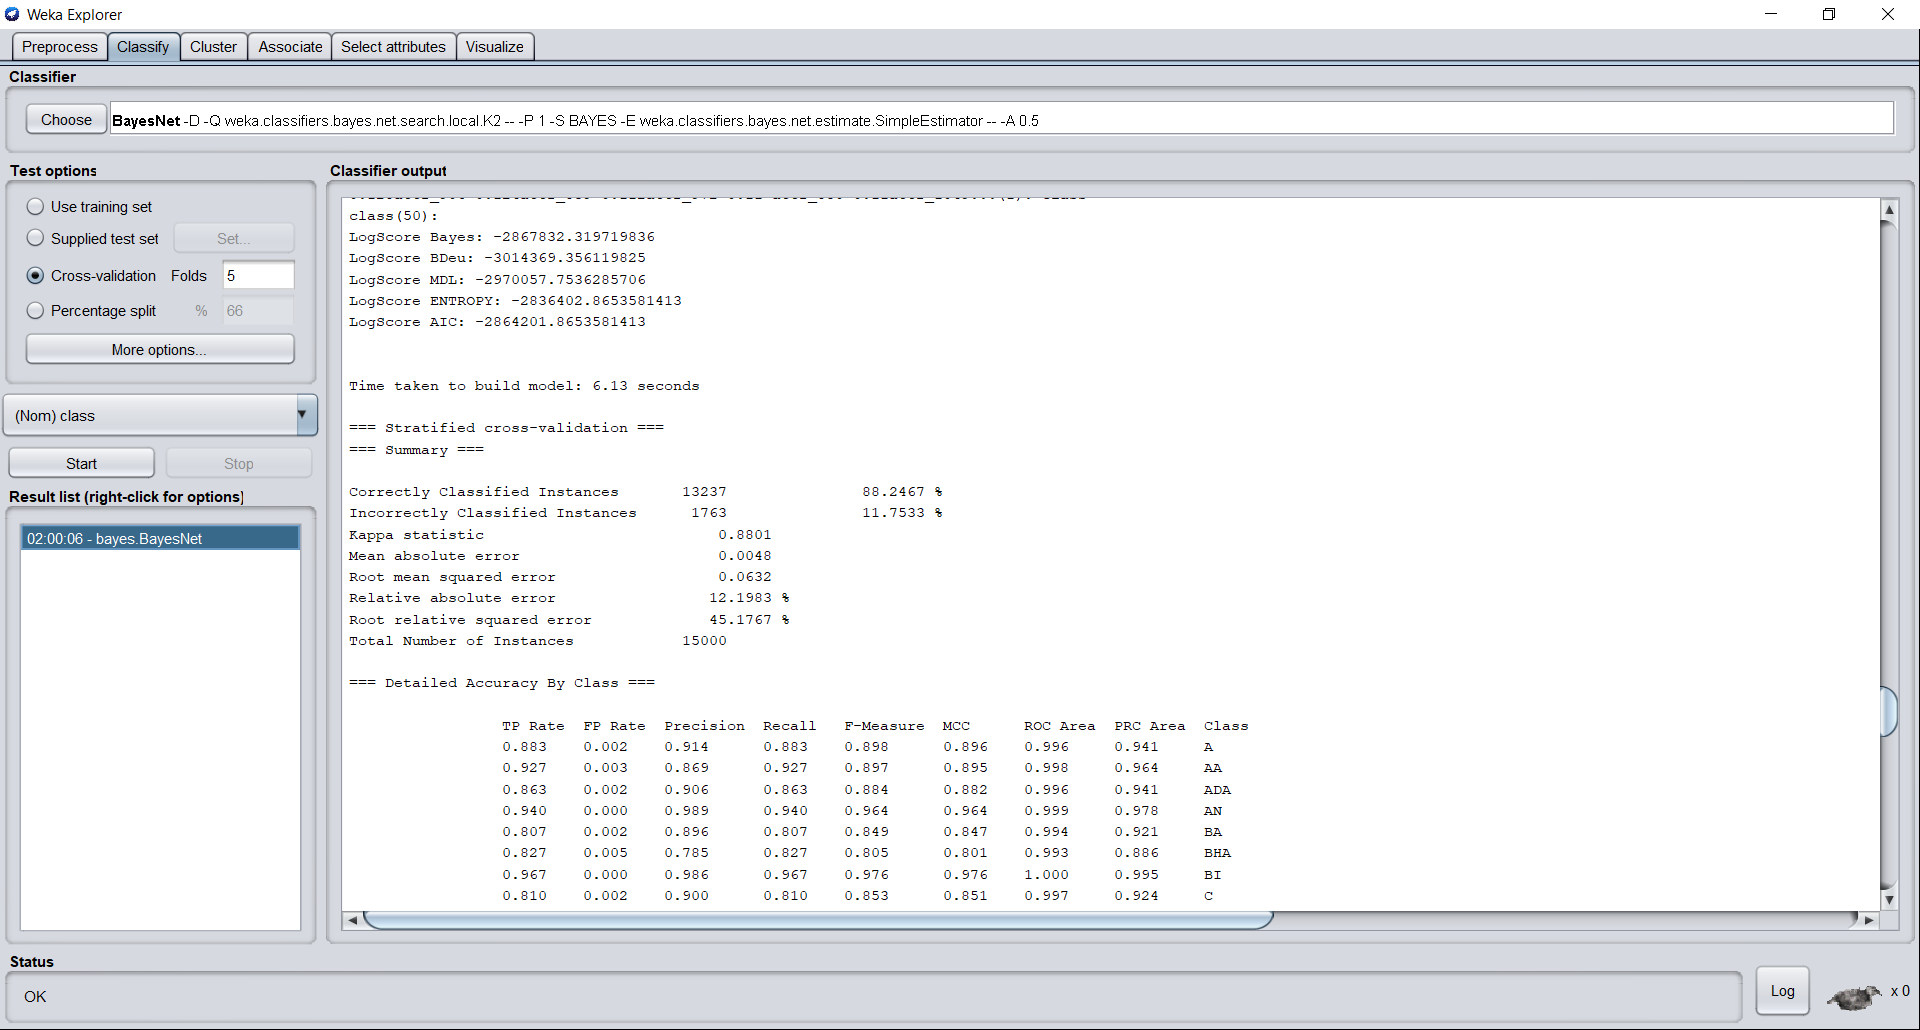 Weka Explorer
Preprocess Classify Cluster Associate Select attributes Visualize
Classifier
Choose BayesNet -D -Q weka.classifiers.bayes.net.search.local.K2 -- -P 1 -S BAYES -E weka.classifiers.bayes.net.estimate.SimpleEstimator -- -A 0.5
Test options
Use training set
Supplied test set Set...
Cross-validation Folds 5
Percentage split % 66
More options...
(Nom) class
Start Stop
Result list (right-click for options)
02:00:06 - bayes.BayesNet
Classifier output
class(50):
LogScore Bayes: -2867832.319719836
LogScore BDeu: -3014369.356119825
LogScore MDL: -2970057.7536285706
LogScore ENTROPY: -2836402.8653581413
LogScore AIC: -2864201.8653581413
Time taken to build model: 6.13 seconds
=== Stratified cross-validation ===
=== Summary ===
Correctly Classified Instances 13237 88.2467 %
Incorrectly Classified Instances 1763 11.7533 %
Kappa statistic 0.8801
Mean absolute error 0.0048
Root mean squared error 0.0632
Relative absolute error 12.1983 %
Root relative squared error 45.1767 %
Total Number of Instances 15000
=== Detailed Accuracy By Class ===
TP Rate FP Rate Precision Recall F-Measure MCC ROC Area PRC Area Class
0.883 0.002 0.914 0.883 0.898 0.896 0.996 0.941 A
0.927 0.003 0.869 0.927 0.897 0.895 0.998 0.964 AA
0.863 0.002 0.906 0.863 0.884 0.882 0.996 0.941 ADA
0.940 0.000 0.989 0.940 0.964 0.964 0.999 0.978 AN
0.807 0.002 0.896 0.807 0.849 0.847 0.994 0.921 BA
0.827 0.005 0.785 0.827 0.805 0.801 0.993 0.886 BHA
0.967 0.000 0.986 0.967 0.976 0.976 1.000 0.995 BI
0.810 0.002 0.900 0.810 0.853 0.851 0.997 0.924 C
Status
OK
Log x 0